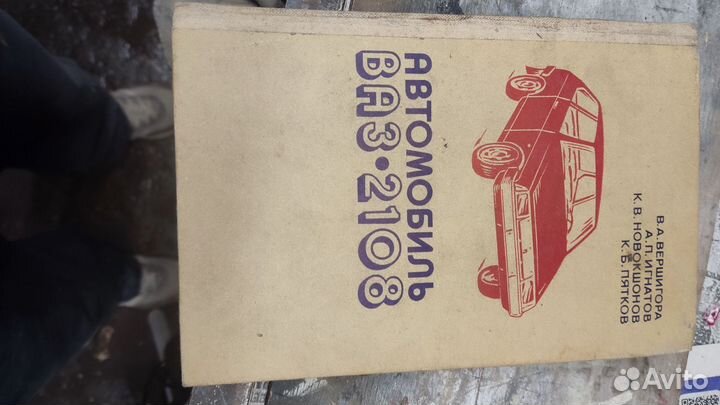 В.А.ВЕРШИГОРА
А.П.ИГНАТОВ
К.В.НОВОКШОНОВ
К.Б.ПЯТКОВ
АВТОМОБИЛЬ
ВАЗ·2108
Avito